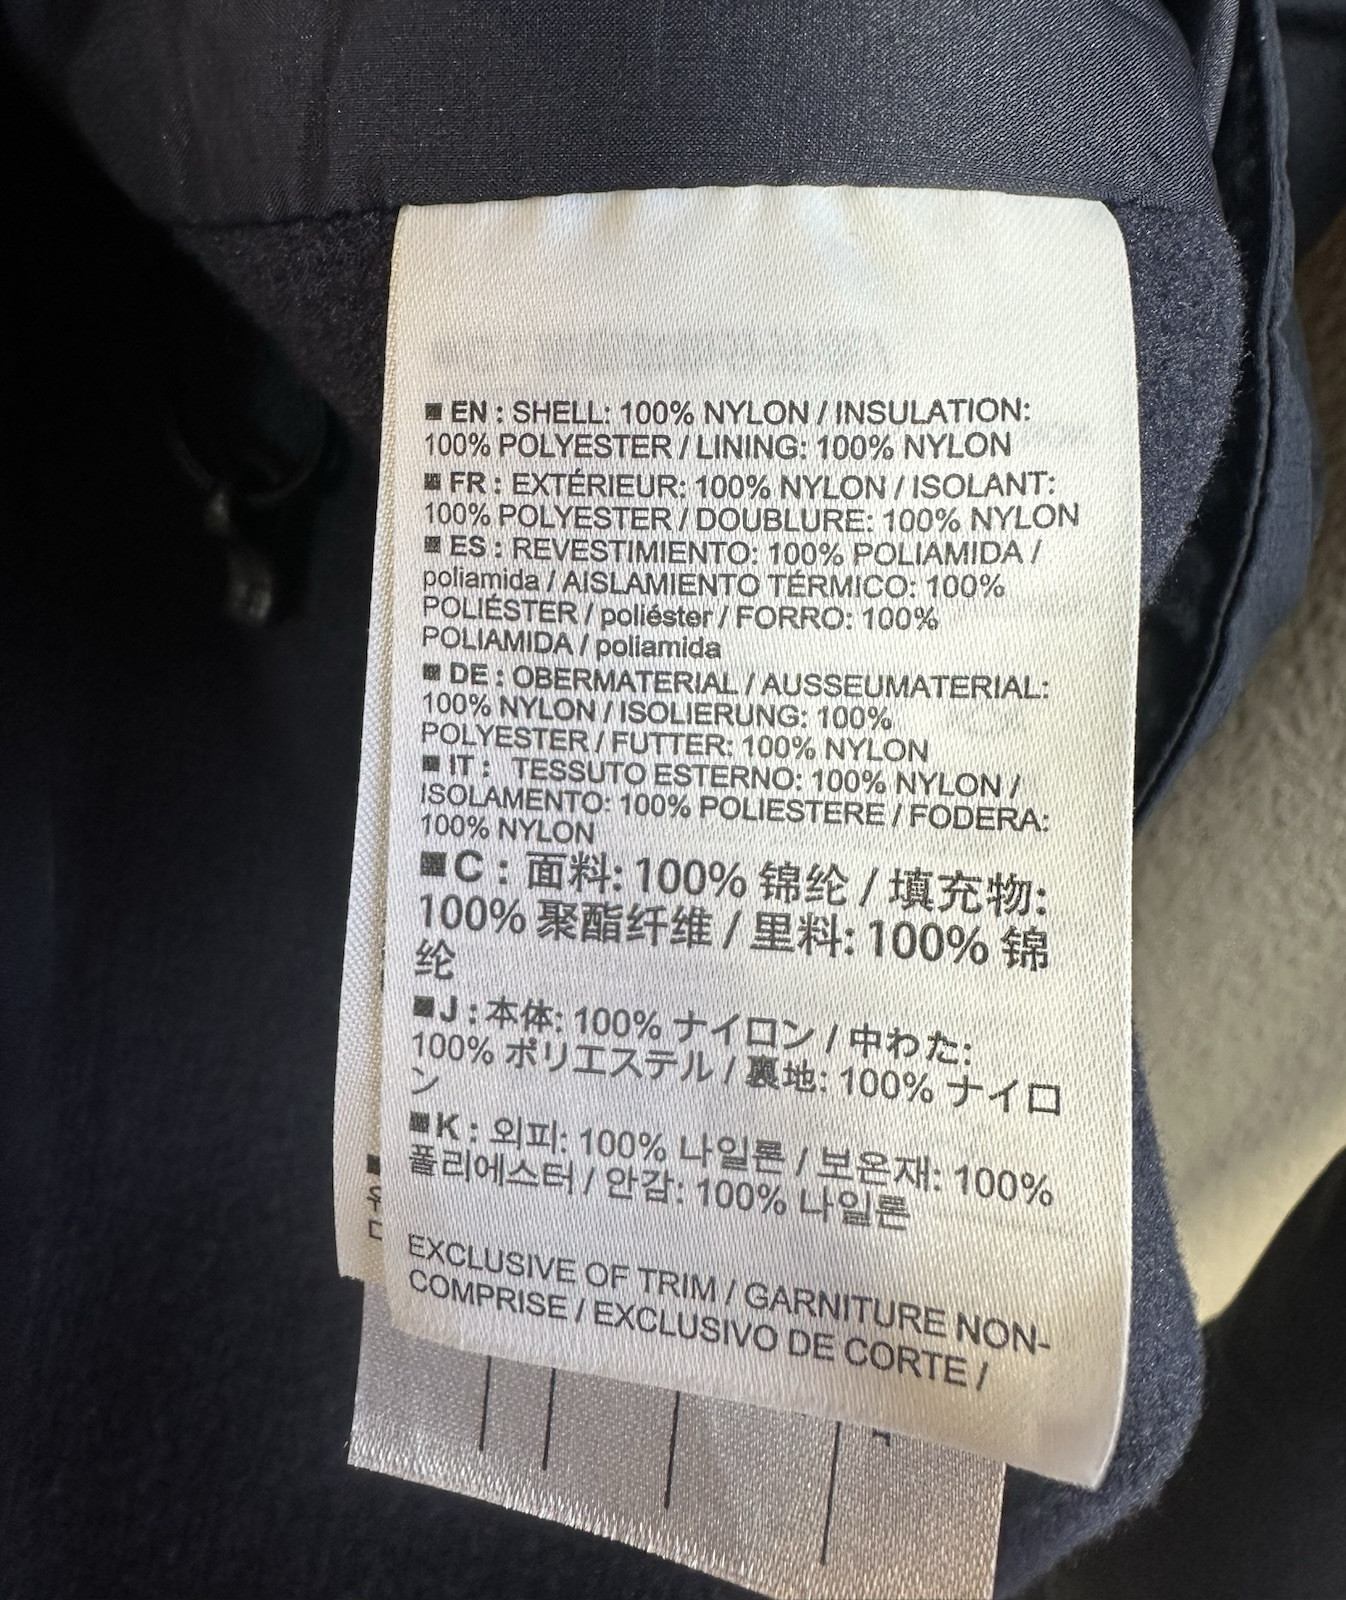 ■ EN : SHELL: 100% NYLON / INSULATION:
100% POLYESTER / LINING: 100% NYLON
■ FR : EXTÉRIEUR: 100% NYLON / ISOLANT:
100% POLYESTER / DOUBLURE: 100% NYLON
■ ES : REVESTIMIENTO: 100% POLIAMIDA /
poliamida / AISLAMIENTO TÉRMICO: 100%
POLIÉSTER / poliéster / FORRO: 100%
POLIAMIDA / poliamida
■ DE : OBERMATERIAL / AUSSEUMATERIAL:
100% NYLON / ISOLIERUNG: 100%
POLYESTER / FUTTER: 100% NYLON
■ IT : TESSUTO ESTERNO: 100% NYLON /
ISOLAMENTO: 100% POLIESTERE / FODERA:
100% NYLON
■ C : 面料: 100% 锦纶 / 填充物:
100% 聚酯纤维 / 里料: 100% 锦
纶
■ J : 本体: 100% ナイロン / 中わた:
100% ポリエステル / 裏地: 100% ナイロ
ン
■ K : 외피: 100% 나일론 / 보온재: 100%
폴리에스터 / 안감: 100% 나일론
EXCLUSIVE OF TRIM / GARNITURE NON-
COMPRISE / EXCLUSIVO DE CORTE /